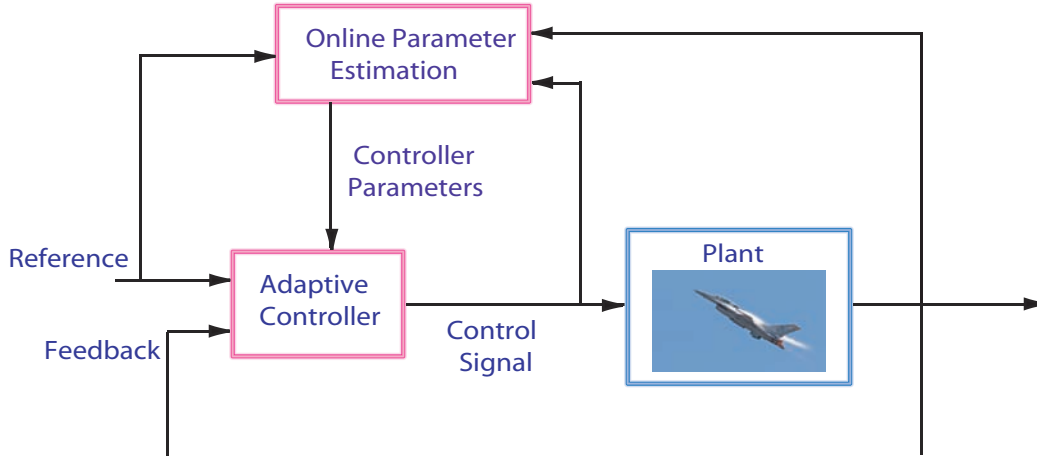 Online Parameter
Estimation
Controller
Parameters
Reference
Adaptive
Controller
Feedback
Control
Signal
Plant